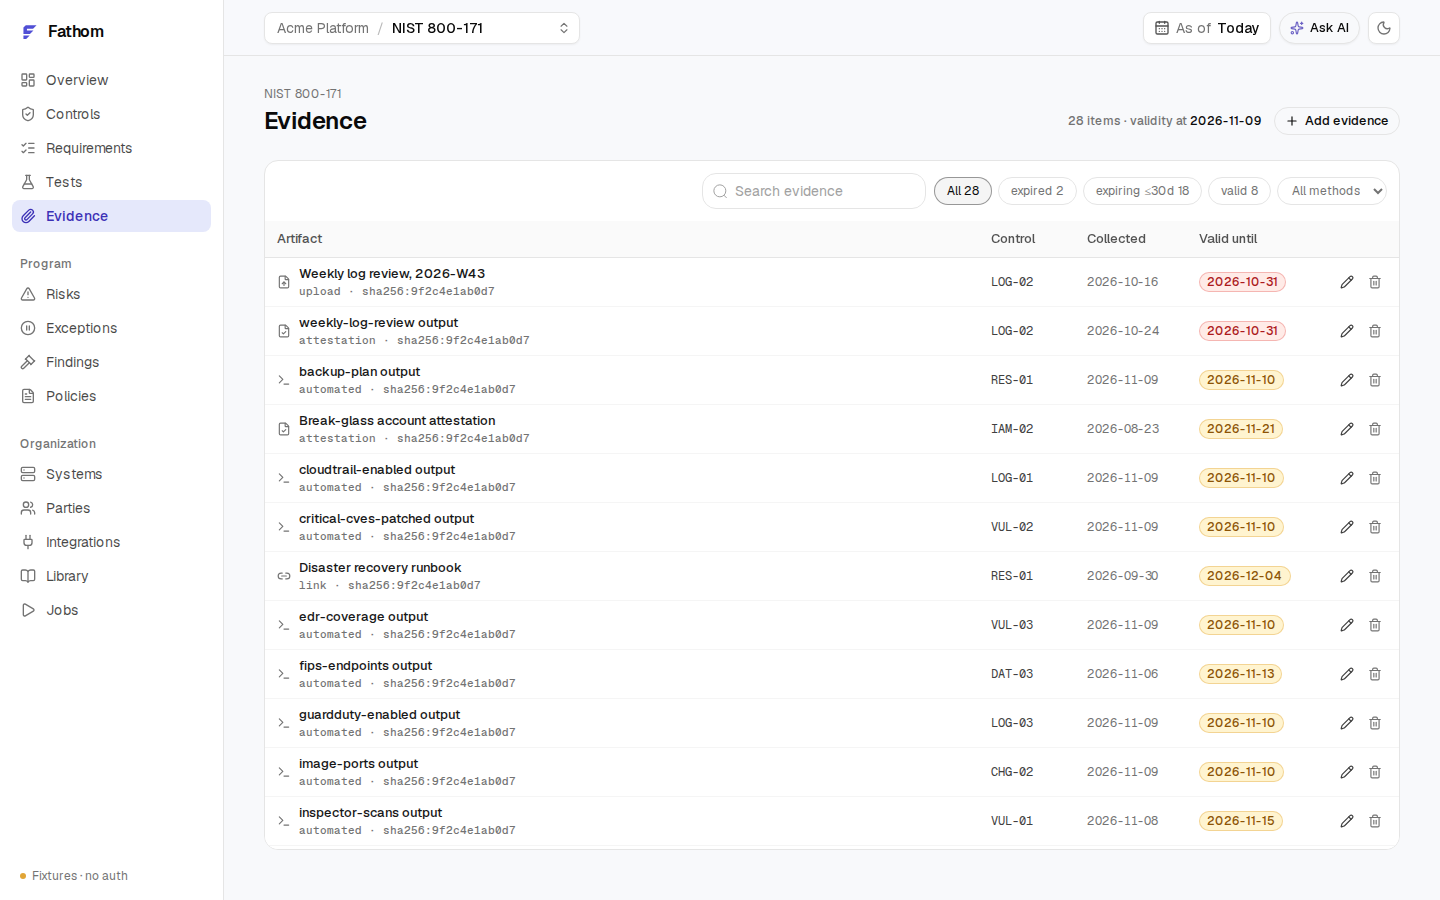 Fathom
Overview
Controls
Requirements
Tests
Evidence
Program
Risks
Exceptions
Findings
Policies
Organization
Systems
Parties
Integrations
Library
Jobs
Fixtures · no auth
Acme Platform / NIST 800-171
As of Today
Ask AI
NIST 800-171
Evidence
28 items · validity at 2026-11-09
Add evidence
Search evidence
All 28
expired 2
expiring ≤30d 18
valid 8
All methods
Artifact Control Collected Valid until
Weekly log review, 2026-W43
upload · sha256:9f2c4e1ab0d7
LOG-02 2026-10-16 2026-10-31
weekly-log-review output
attestation · sha256:9f2c4e1ab0d7
LOG-02 2026-10-24 2026-10-31
backup-plan output
automated · sha256:9f2c4e1ab0d7
RES-01 2026-11-09 2026-11-10
Break-glass account attestation
attestation · sha256:9f2c4e1ab0d7
IAM-02 2026-08-23 2026-11-21
cloudtrail-enabled output
automated · sha256:9f2c4e1ab0d7
LOG-01 2026-11-09 2026-11-10
critical-cves-patched output
automated · sha256:9f2c4e1ab0d7
VUL-02 2026-11-09 2026-11-10
Disaster recovery runbook
link · sha256:9f2c4e1ab0d7
RES-01 2026-09-30 2026-12-04
edr-coverage output
automated · sha256:9f2c4e1ab0d7
VUL-03 2026-11-09 2026-11-10
fips-endpoints output
automated · sha256:9f2c4e1ab0d7
DAT-03 2026-11-06 2026-11-13
guardduty-enabled output
automated · sha256:9f2c4e1ab0d7
LOG-03 2026-11-09 2026-11-10
image-ports output
automated · sha256:9f2c4e1ab0d7
CHG-02 2026-11-09 2026-11-10
inspector-scans output
automated · sha256:9f2c4e1ab0d7
VUL-01 2026-11-08 2026-11-15